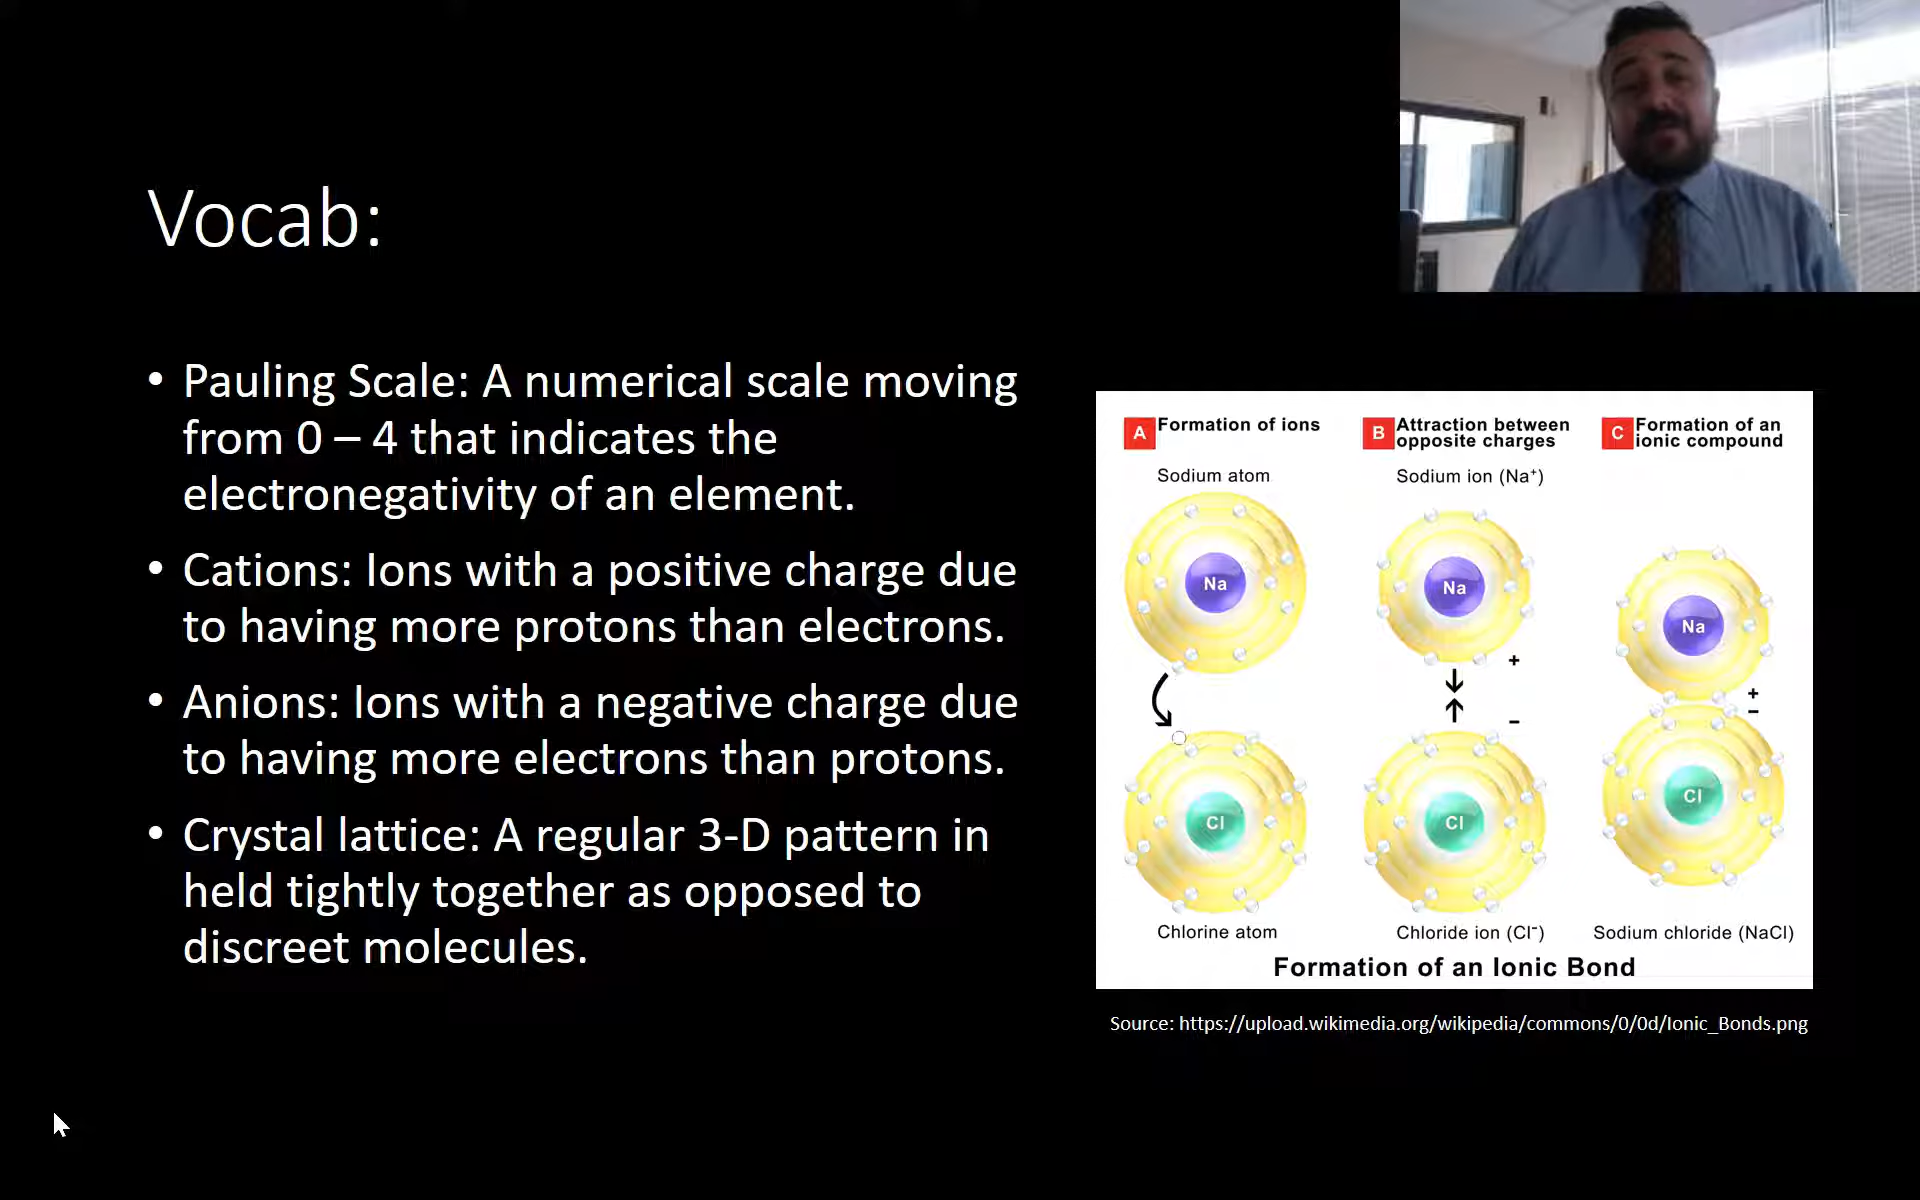 Vocab:
• Pauling Scale: A numerical scale moving
from 0 – 4 that indicates the
electronegativity of an element.
• Cations: Ions with a positive charge due
to having more protons than electrons.
• Anions: Ions with a negative charge due
to having more electrons than protons.
• Crystal lattice: A regular 3-D pattern in
held tightly together as opposed to
discreet molecules.
A Formation of ions
Sodium atom
Na
Cl
Chlorine atom
B Attraction between
opposite charges
Sodium ion (Na⁺)
Na
+
−
Cl
Chloride ion (Cl⁻)
C Formation of an
ionic compound
Na
+
−
Cl
Sodium chloride (NaCl)
Formation of an Ionic Bond
Source: https://upload.wikimedia.org/wikipedia/commons/0/0d/Ionic_Bonds.png